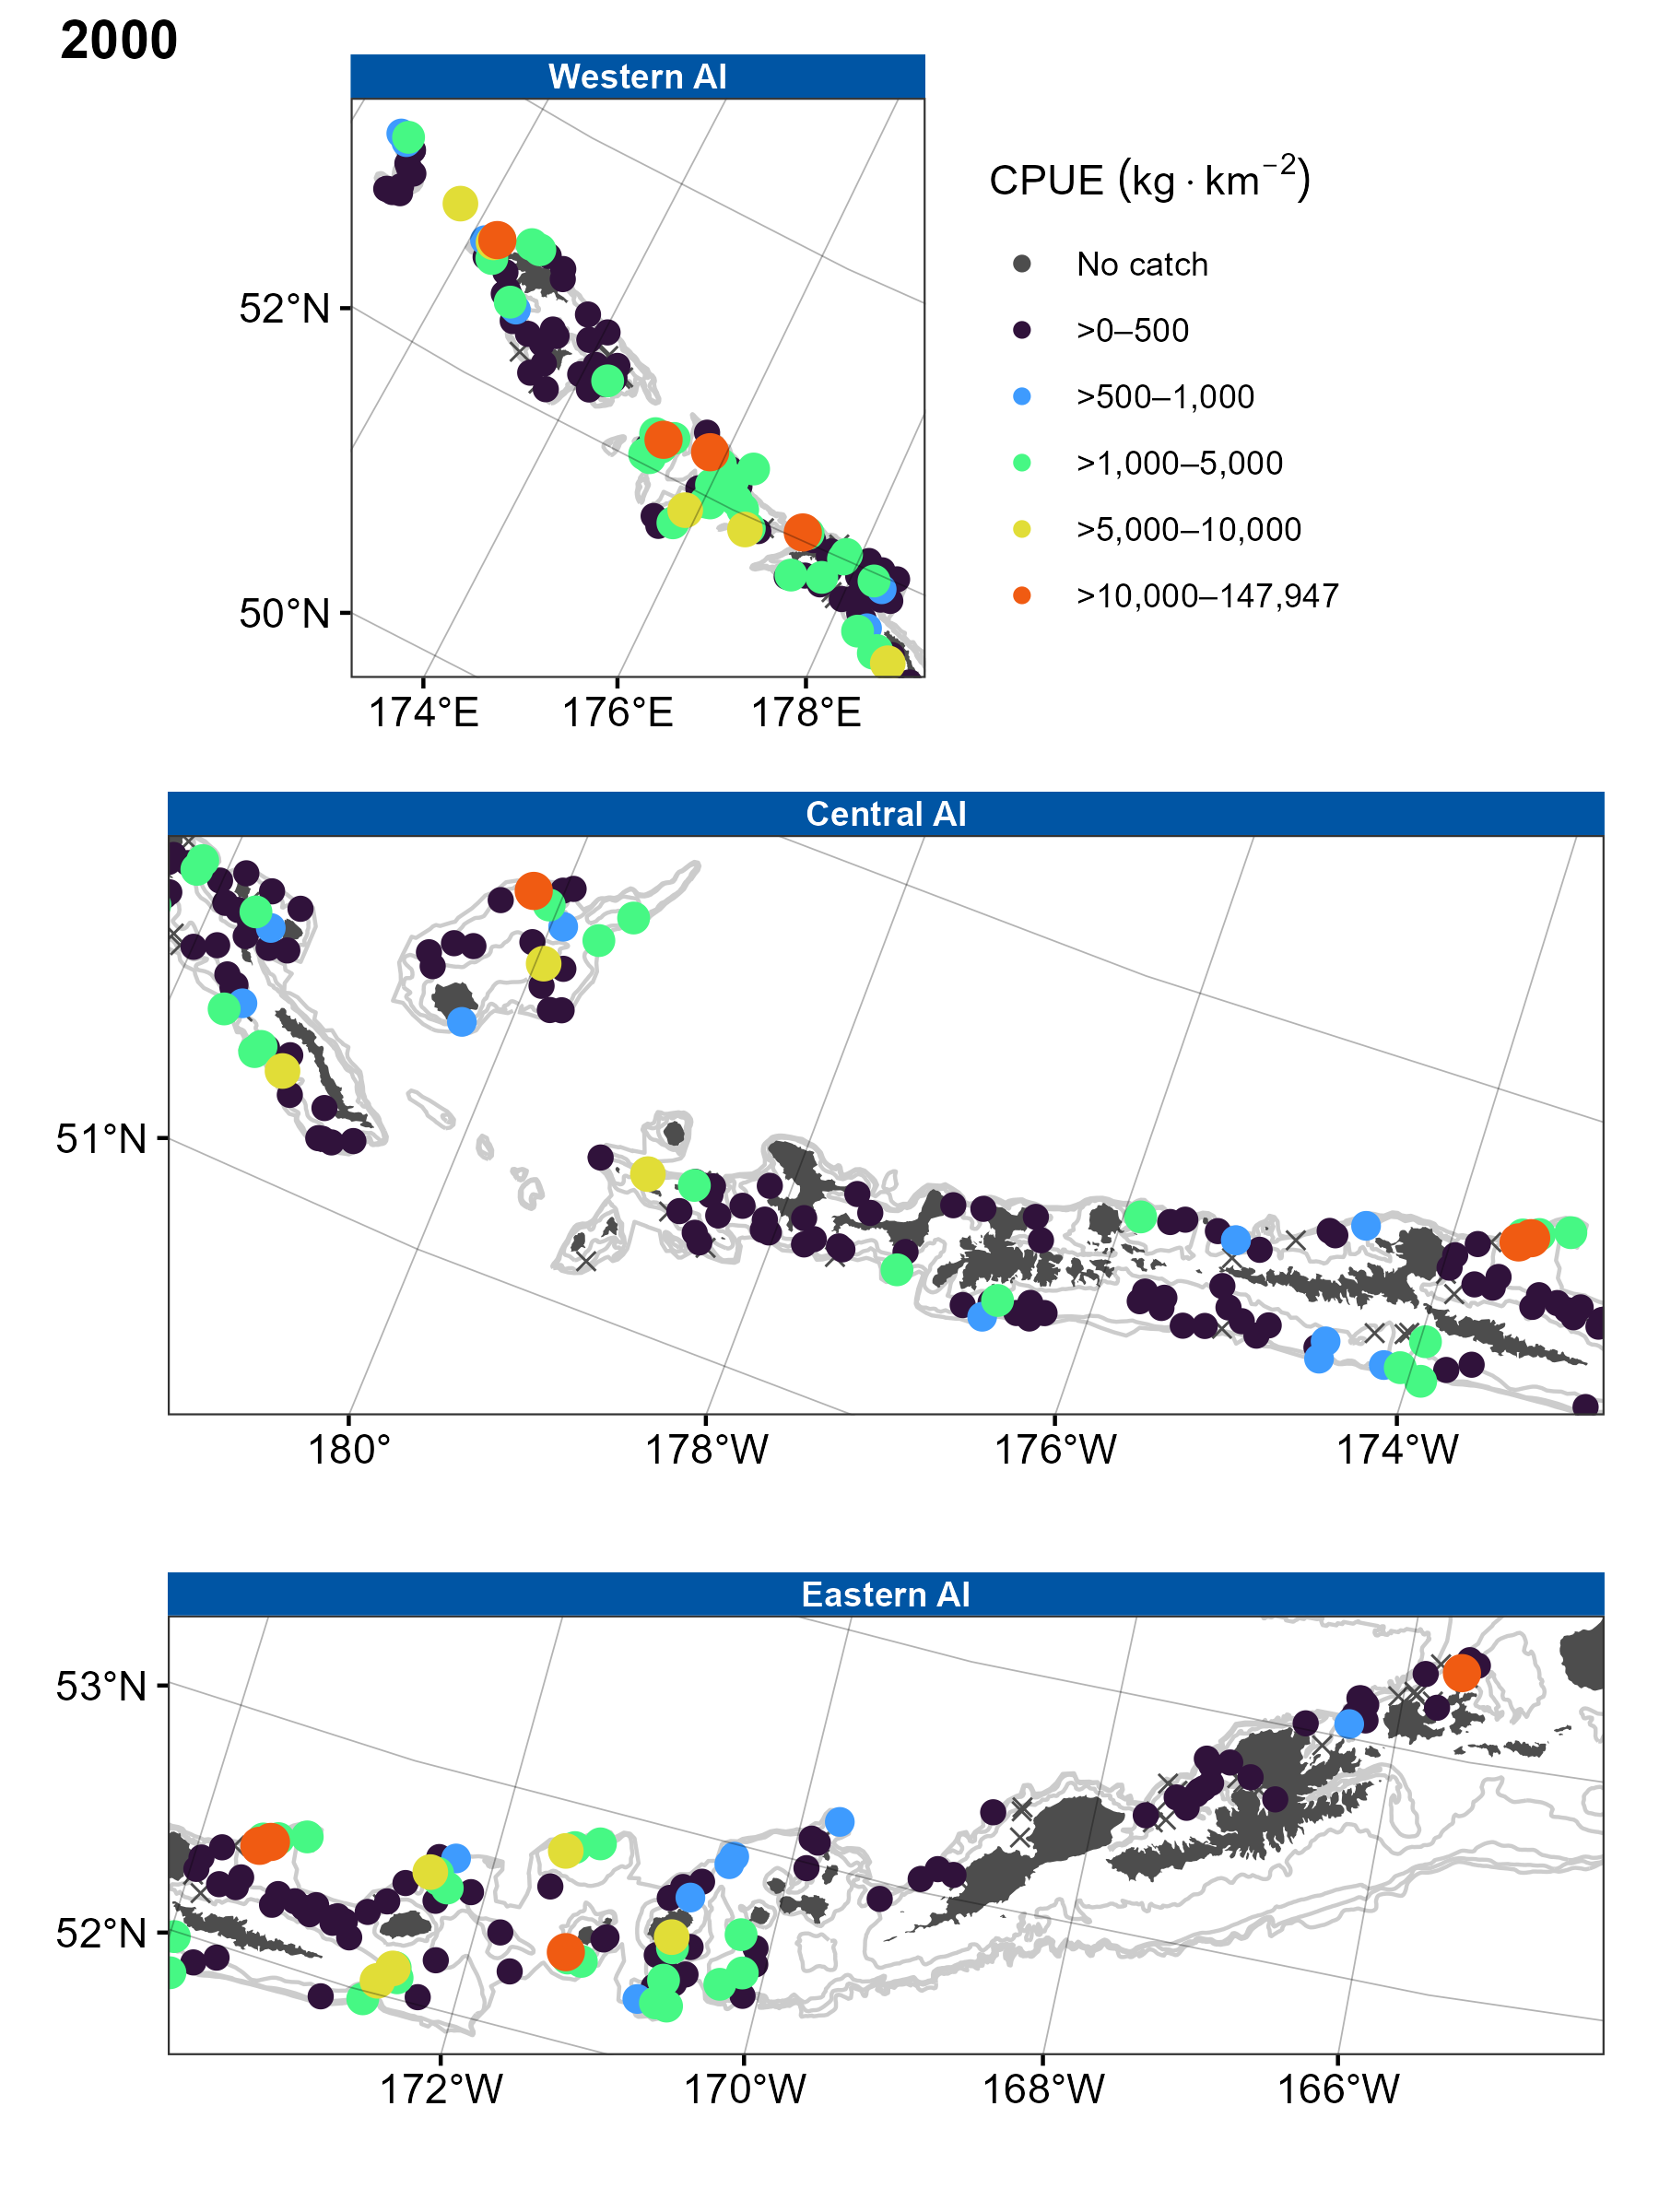 2000
Western AI
CPUE (kg · km⁻²)
No catch
>0–500
>500–1,000
>1,000–5,000
>5,000–10,000
>10,000–147,947
52°N
50°N
174°E 176°E 178°E
Central AI
51°N
180° 178°W 176°W 174°W
Eastern AI
53°N
52°N
172°W 170°W 168°W 166°W